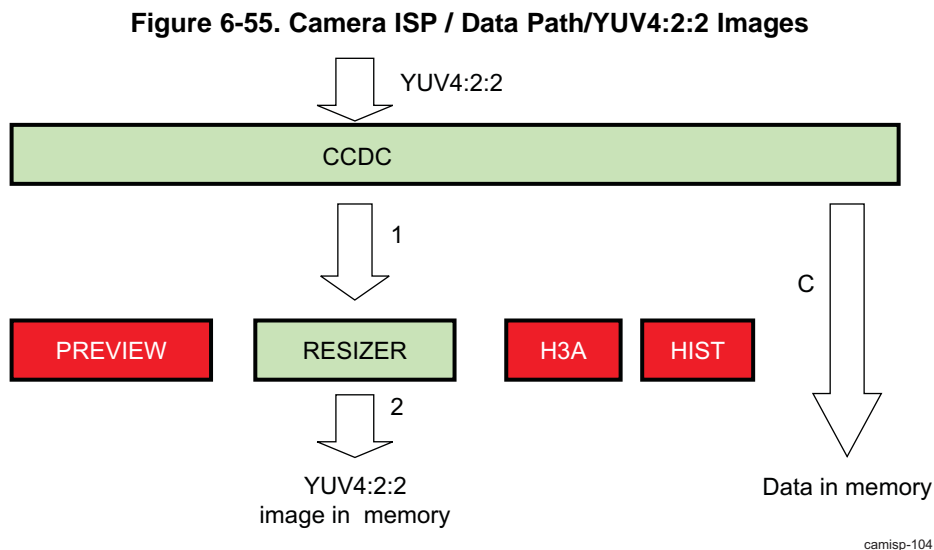 Figure 6-55. Camera ISP / Data Path/YUV4:2:2 Images
YUV4:2:2
CCDC
1
C
PREVIEW
RESIZER
H3A
HIST
2
YUV4:2:2
image in memory
Data in memory
camisp-104